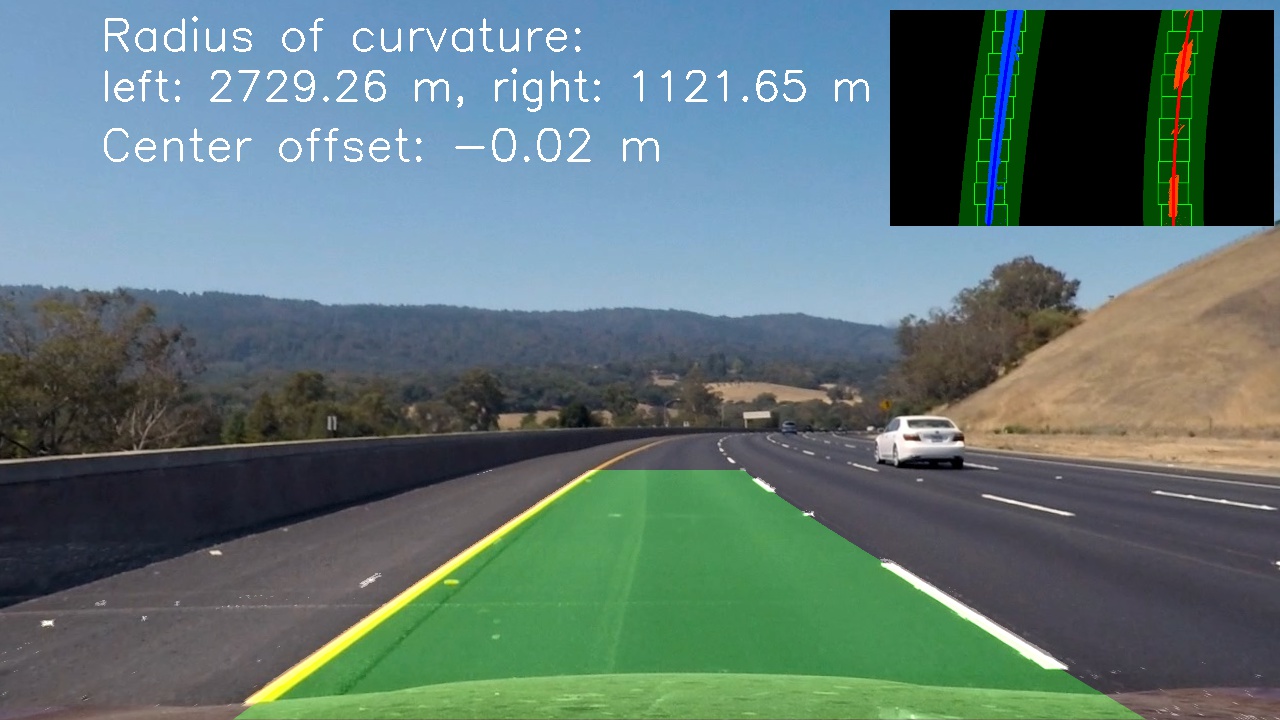 Radius of curvature:
left: 2729.26 m, right: 1121.65 m
Center offset: -0.02 m